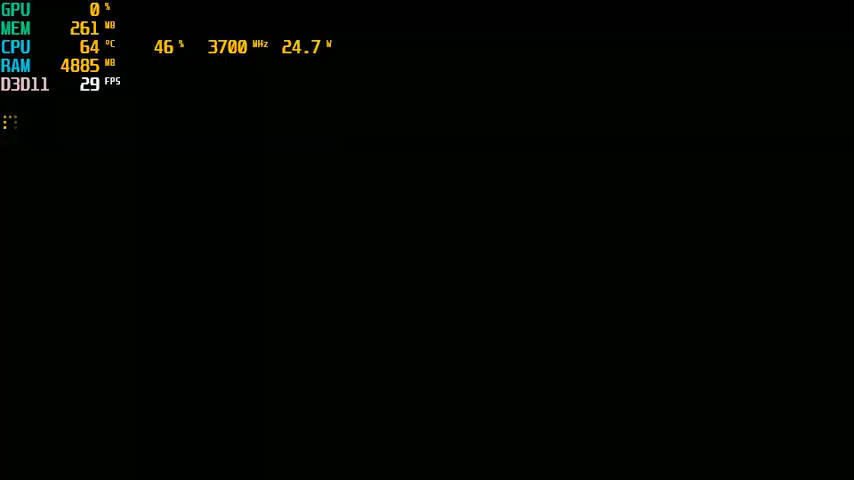 GPU 0 %
MEM 261 MB
CPU 64 °C 46 % 3700 MHz 24.7 W
RAM 4885 MB
D3D11 29 FPS